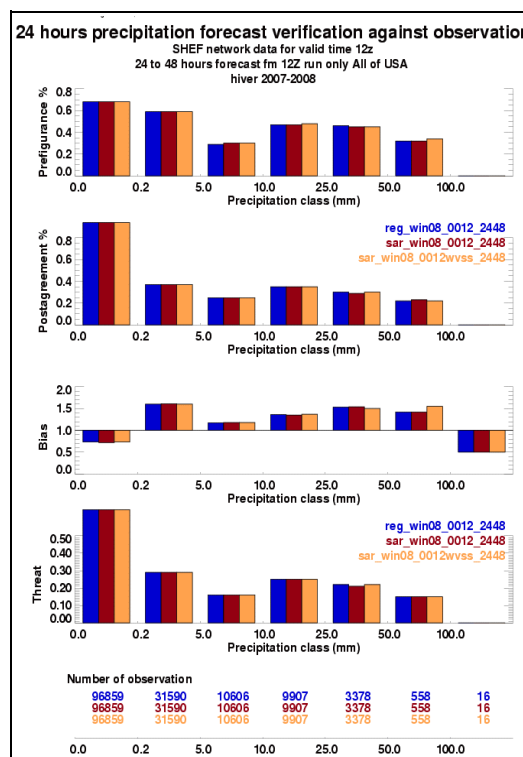 24 hours precipitation forecast verification against observation
SHEF network data for valid time 12z
24 to 48 hours forecast fm 12Z run only All of USA
hiver 2007-2008
Prefigurance %
0.8
0.6
0.4
0.2
0.0
0.0 0.2 5.0 10.0 25.0 50.0 100.0
Precipitation class (mm)
Postagreement %
0.8
0.6
0.4
0.2
0.0
reg_win08_0012_2448
sar_win08_0012_2448
sar_win08_0012wvss_2448
0.0 0.2 5.0 10.0 25.0 50.0 100.0
Precipitation class (mm)
Bias
2.0
1.5
1.0
0.5
0.0
0.0 0.2 5.0 10.0 25.0 50.0 100.0
Precipitation class (mm)
Threat
0.50
0.40
0.30
0.20
0.10
0.00
reg_win08_0012_2448
sar_win08_0012_2448
sar_win08_0012wvss_2448
0.0 0.2 5.0 10.0 25.0 50.0 100.0
Precipitation class (mm)
Number of observation
96859 31590 10606 9907 3378 558 16
96859 31590 10606 9907 3378 558 16
96859 31590 10606 9907 3378 558 16
0.0 0.2 5.0 10.0 25.0 50.0 100.0